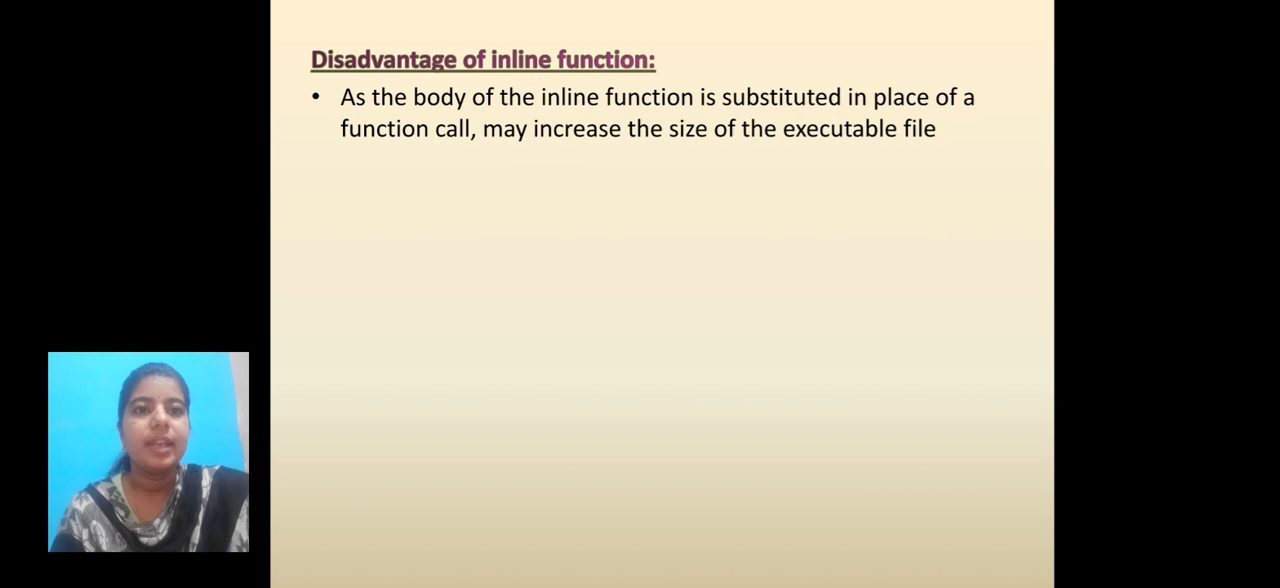 Disadvantage of inline function:
• As the body of the inline function is substituted in place of a
function call, may increase the size of the executable file